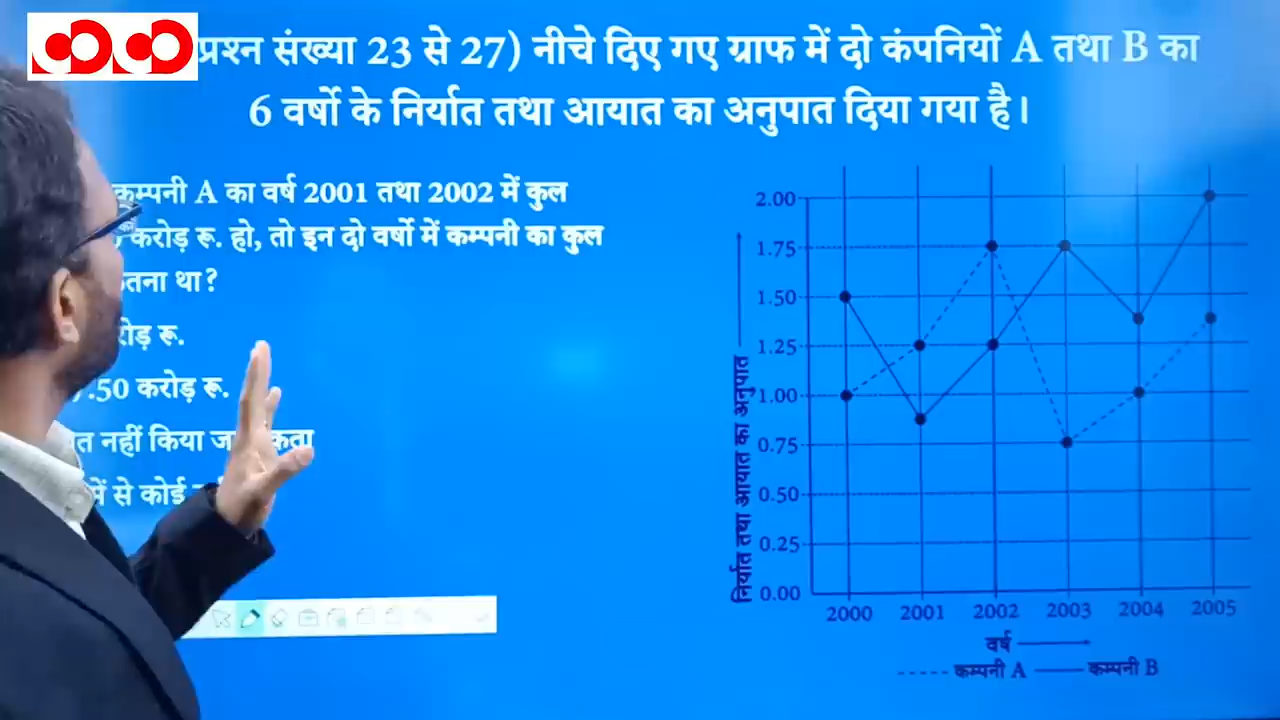 प्रश्न संख्या 23 से 27) नीचे दिए गए ग्राफ में दो कंपनियों A तथा B का
6 वर्षो के निर्यात तथा आयात का अनुपात दिया गया है।
कम्पनी A का वर्ष 2001 तथा 2002 में कुल
करोड़ रू. हो, तो इन दो वर्षो में कम्पनी का कुल
था?
रू.
.50 करोड़ रू.
नहीं किया
में से कोई
2.00
1.75
1.50
1.25
1.00
0.75
0.50
0.25
0.00
निर्यात तथा आयात का अनुपात
2000 2001 2002 2003 2004 2005
वर्ष
कम्पनी A कम्पनी B